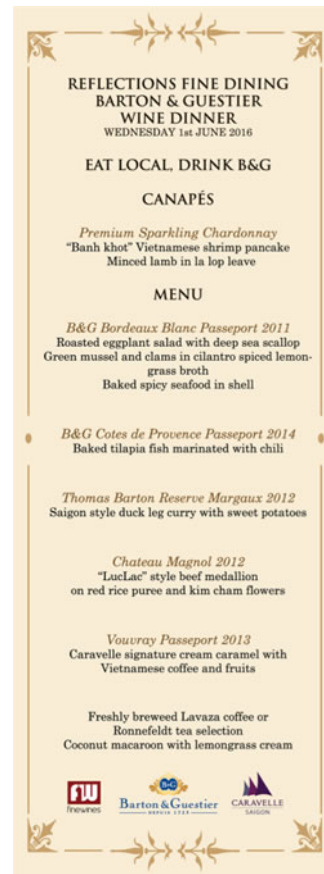 REFLECTIONS FINE DINING
BARTON & GUESTIER
WINE DINNER
WEDNESDAY 1st JUNE 2016
EAT LOCAL, DRINK B&G
CANAPÉS
Premium Sparkling Chardonnay
“Banh khot” Vietnamese shrimp pancake
Minced lamb in la lop leave
MENU
B&G Bordeaux Blanc Passeport 2011
Roasted eggplant salad with deep sea scallop
Green mussel and clams in cilantro spiced lemon-
grass broth
Baked spicy seafood in shell
B&G Cotes de Provence Passeport 2014
Baked tilapia fish marinated with chili
Thomas Barton Reserve Margaux 2012
Saigon style duck leg curry with sweet potatoes
Chateau Magnol 2012
“LucLac” style beef medallion
on red rice puree and kim cham flowers
Vouvray Passeport 2013
Caravelle signature cream caramel with
Vietnamese coffee and fruits
Freshly breweed Lavaza coffee or
Ronnefeldt tea selection
Coconut macaroon with lemongrass cream
fw
finewines
B&G
Barton & Guestier
DEPUIS 1725
CARAVELLE
SAIGON